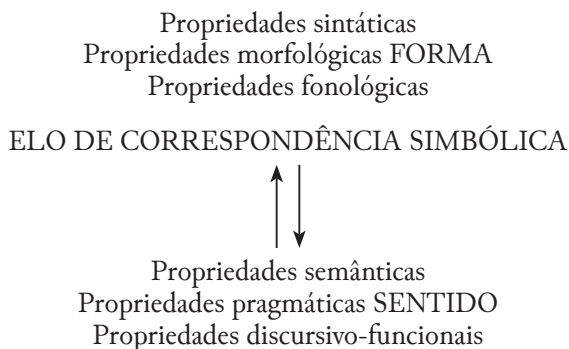 Propriedades sintáticas
Propriedades morfológicas FORMA
Propriedades fonológicas
ELO DE CORRESPONDÊNCIA SIMBÓLICA
Propriedades semânticas
Propriedades pragmáticas SENTIDO
Propriedades discursivo-funcionais